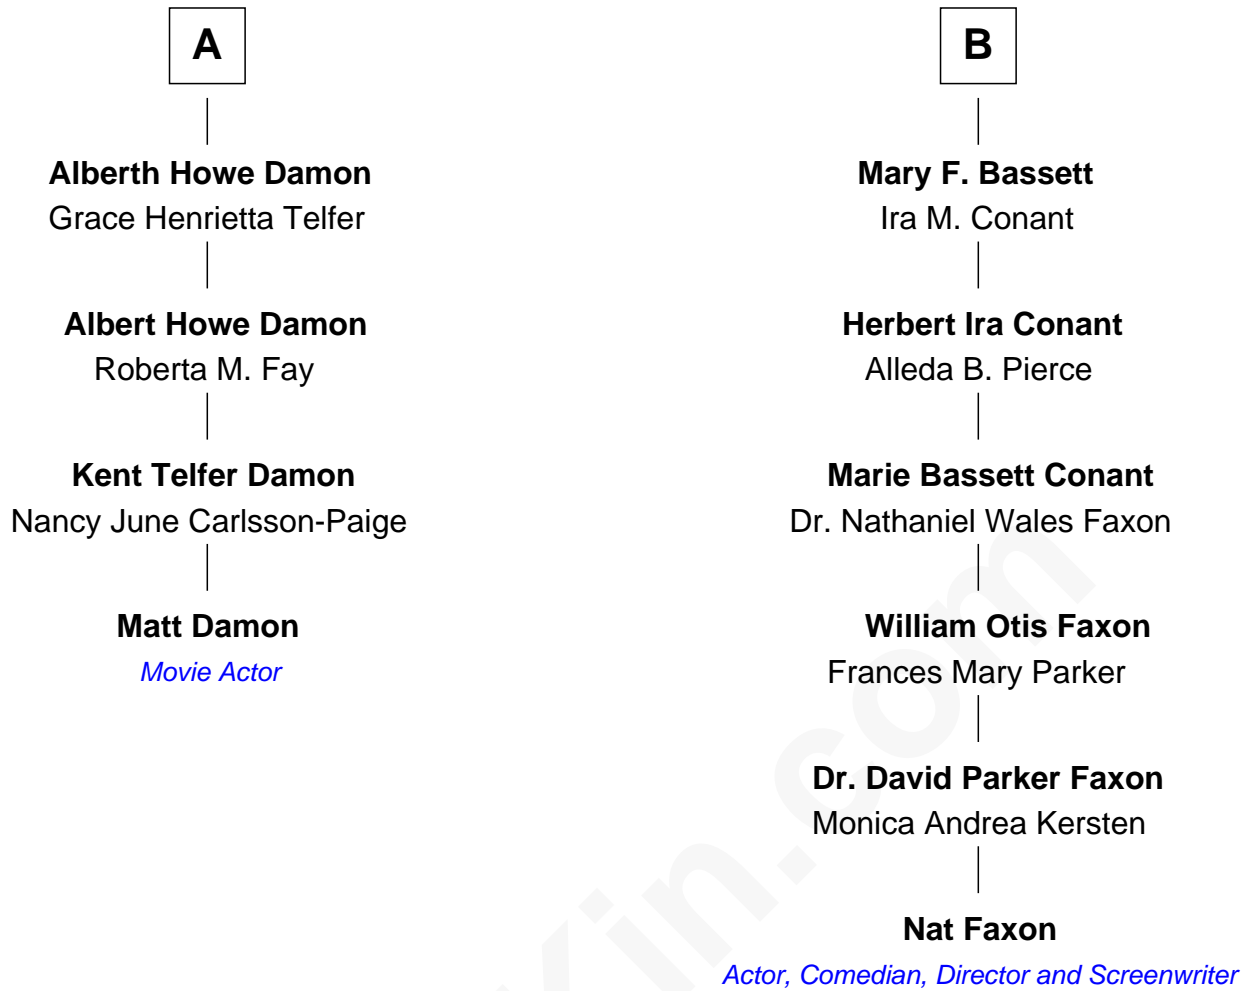 A
Alberth Howe Damon
Grace Henrietta Telfer
Albert Howe Damon
Roberta M. Fay
Kent Telfer Damon
Nancy June Carlsson-Paige
Matt Damon
Movie Actor
B
Mary F. Bassett
Ira M. Conant
Herbert Ira Conant
Alleda B. Pierce
Marie Bassett Conant
Dr. Nathaniel Wales Faxon
William Otis Faxon
Frances Mary Parker
Dr. David Parker Faxon
Monica Andrea Kersten
Nat Faxon
Actor, Comedian, Director and Screenwriter
Kin.com